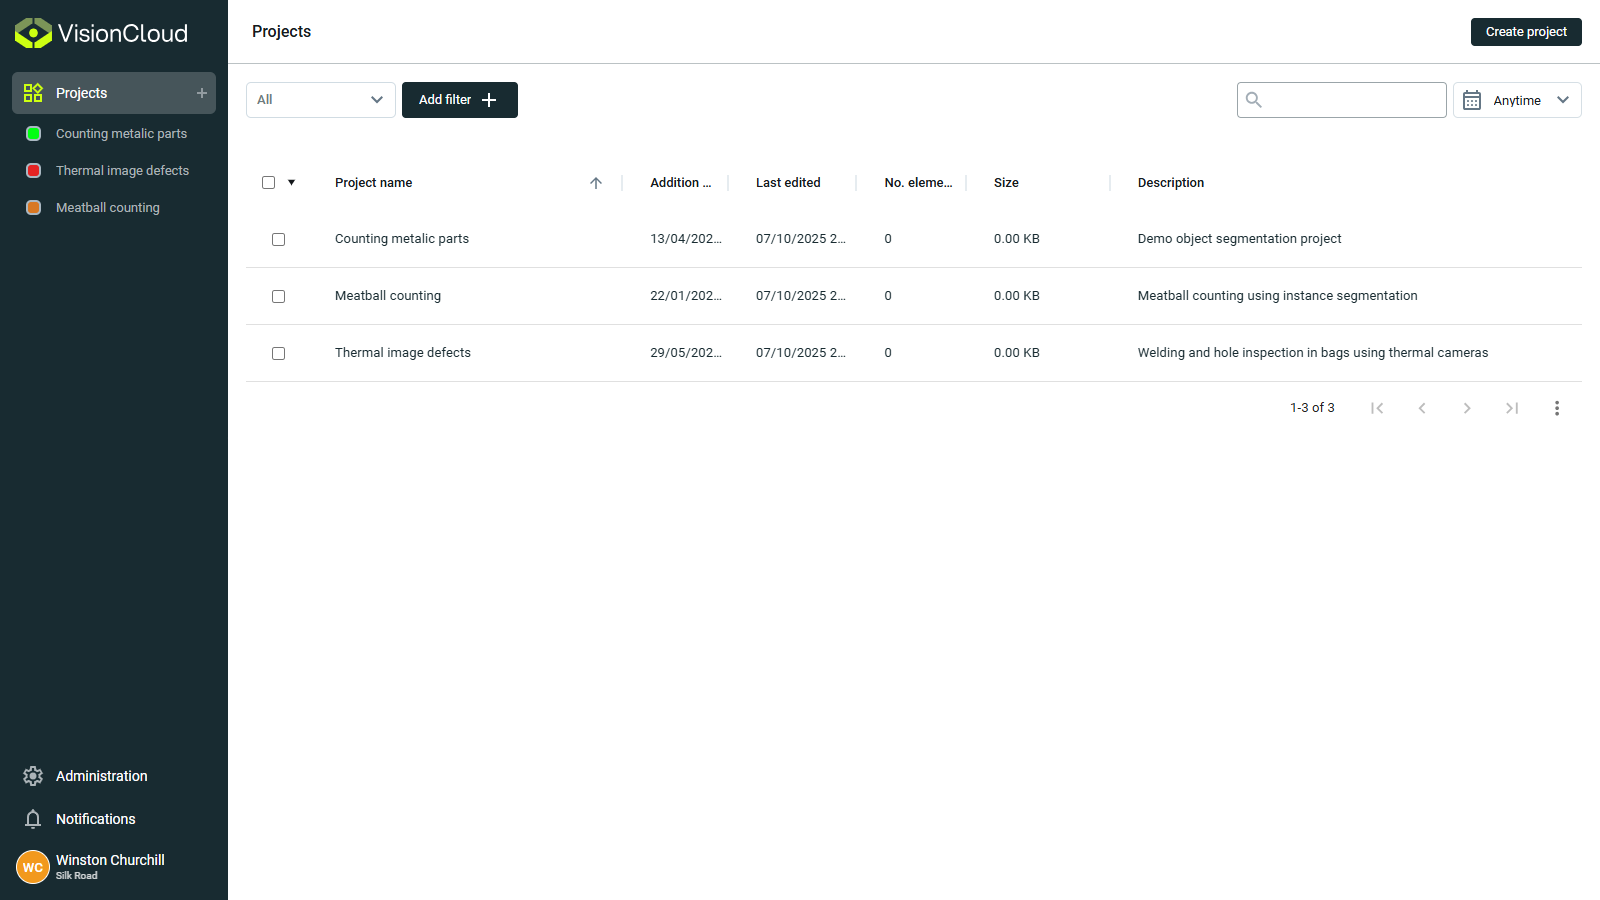 VisionCloud
Projects
Counting metalic parts
Thermal image defects
Meatball counting
Administration
Notifications
WC
Winston Churchill
Silk Road
Projects
Create project
All
Add filter
Anytime
Project name
Addition ...
Last edited
No. eleme...
Size
Description
Counting metalic parts
13/04/202...
07/10/2025 2...
0
0.00 KB
Demo object segmentation project
Meatball counting
22/01/202...
07/10/2025 2...
0
0.00 KB
Meatball counting using instance segmentation
Thermal image defects
29/05/202...
07/10/2025 2...
0
0.00 KB
Welding and hole inspection in bags using thermal cameras
1-3 of 3